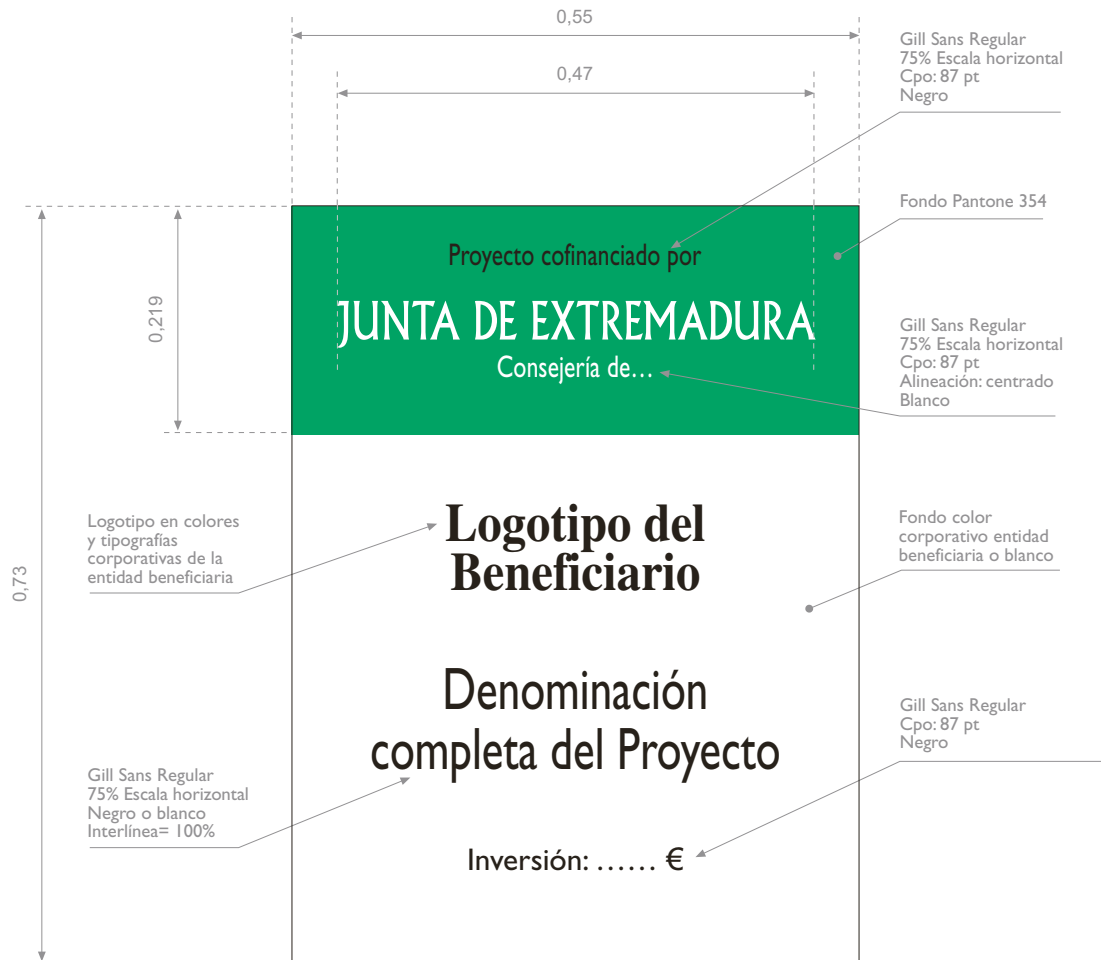 0,55
0,47
Gill Sans Regular
75% Escala horizontal
Cpo: 87 pt
Negro
Fondo Pantone 354
Proyecto cofinanciado por
JUNTA DE EXTREMADURA
Consejería de...
0,219
Gill Sans Regular
75% Escala horizontal
Cpo: 87 pt
Alineación: centrado
Blanco
Logotipo en colores
y tipografías
corporativas de la
entidad beneficiaria
Logotipo del
Beneficiario
Fondo color
corporativo entidad
beneficiaria o blanco
0,73
Denominación
completa del Proyecto
Gill Sans Regular
Cpo: 87 pt
Negro
Gill Sans Regular
75% Escala horizontal
Negro o blanco
Interlínea= 100%
Inversión: ...... €